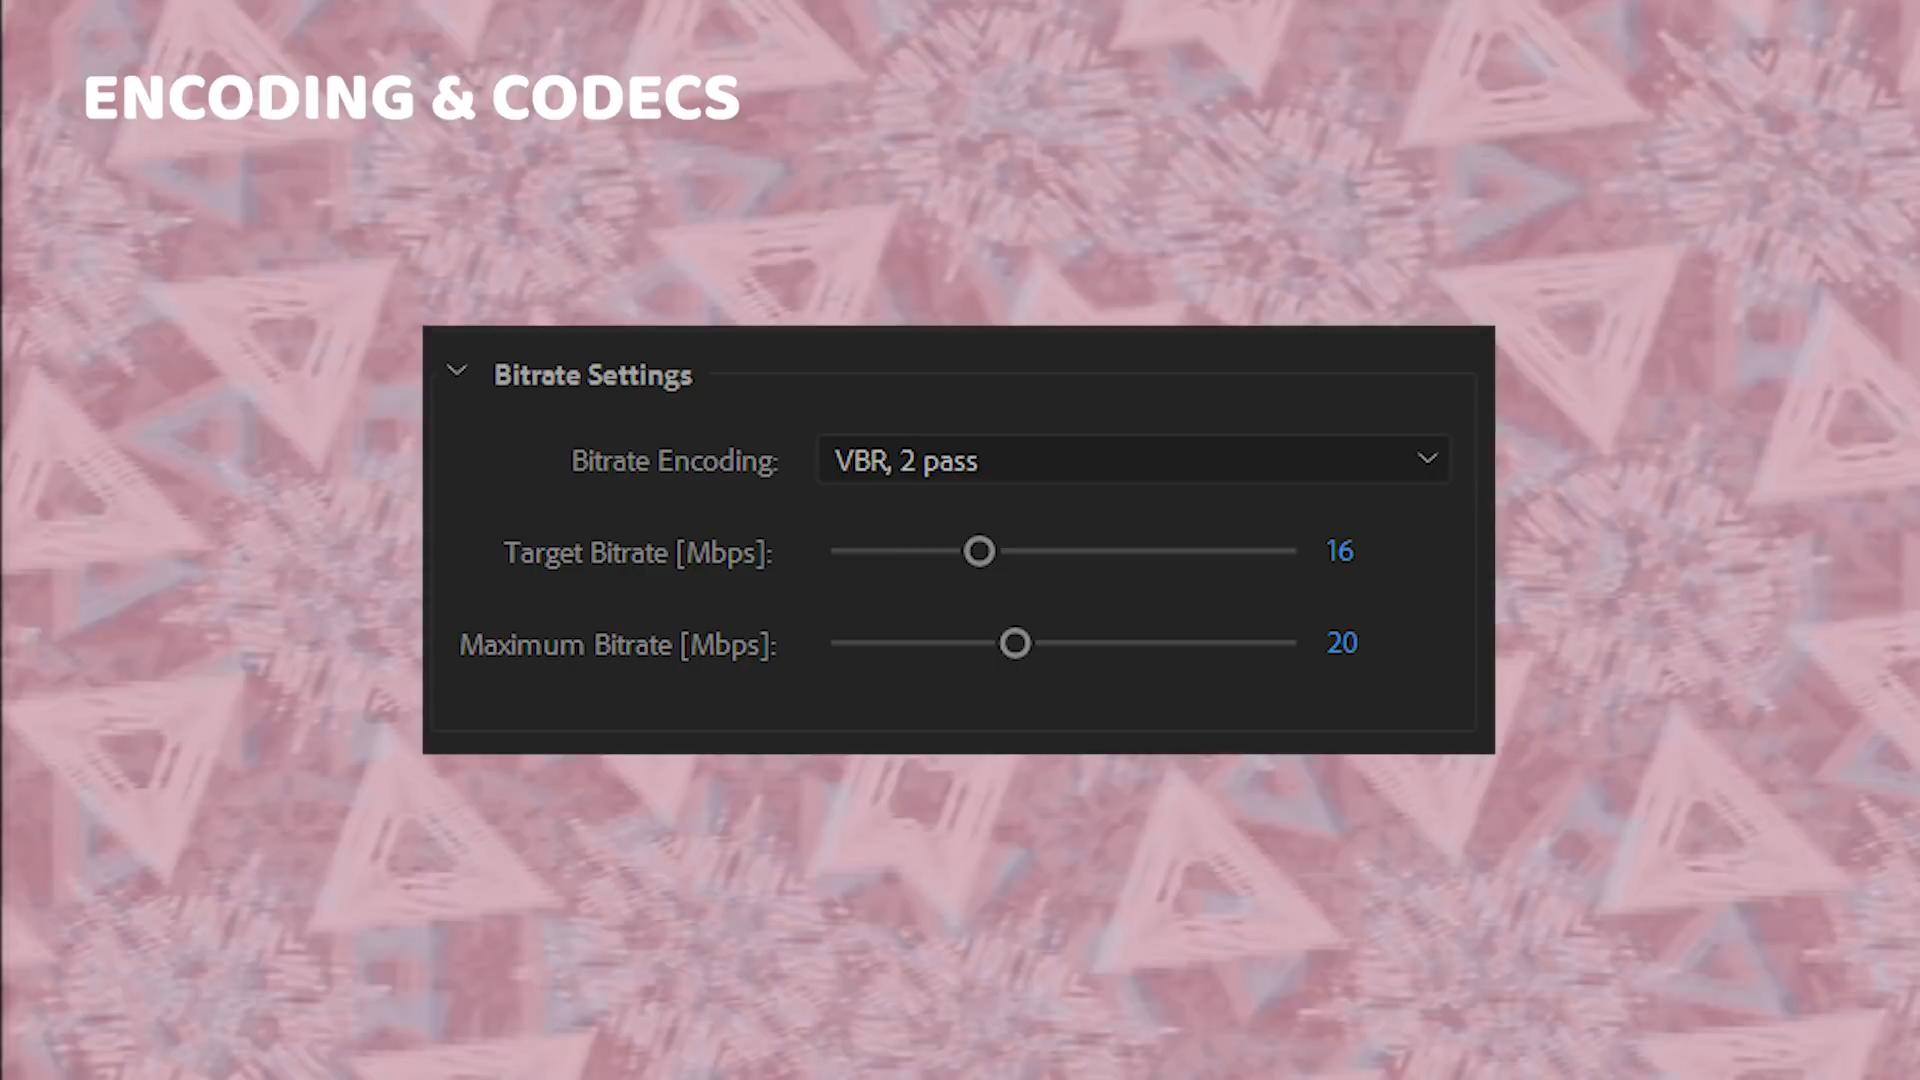 ENCODING & CODECS
Bitrate Settings
Bitrate Encoding: VBR, 2 pass
Target Bitrate [Mbps]: 16
Maximum Bitrate [Mbps]: 20